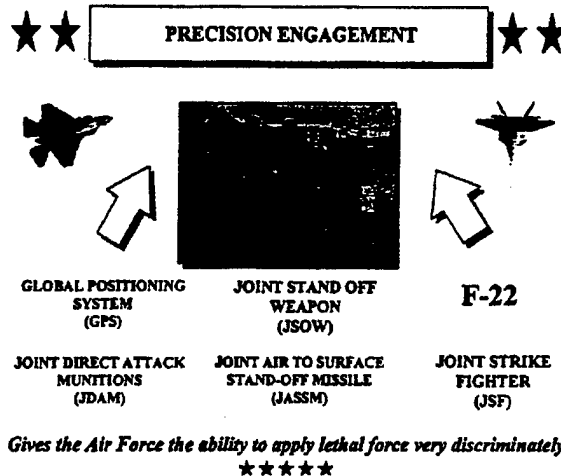 PRECISION ENGAGEMENT
GLOBAL POSITIONING
SYSTEM
(GPS)
JOINT STAND OFF
WEAPON
(JSOW)
F-22
JOINT DIRECT ATTACK
MUNITIONS
(JDAM)
JOINT AIR TO SURFACE
STAND-OFF MISSILE
(JASSM)
JOINT STRIKE
FIGHTER
(JSF)
Gives the Air Force the ability to apply lethal force very discriminately